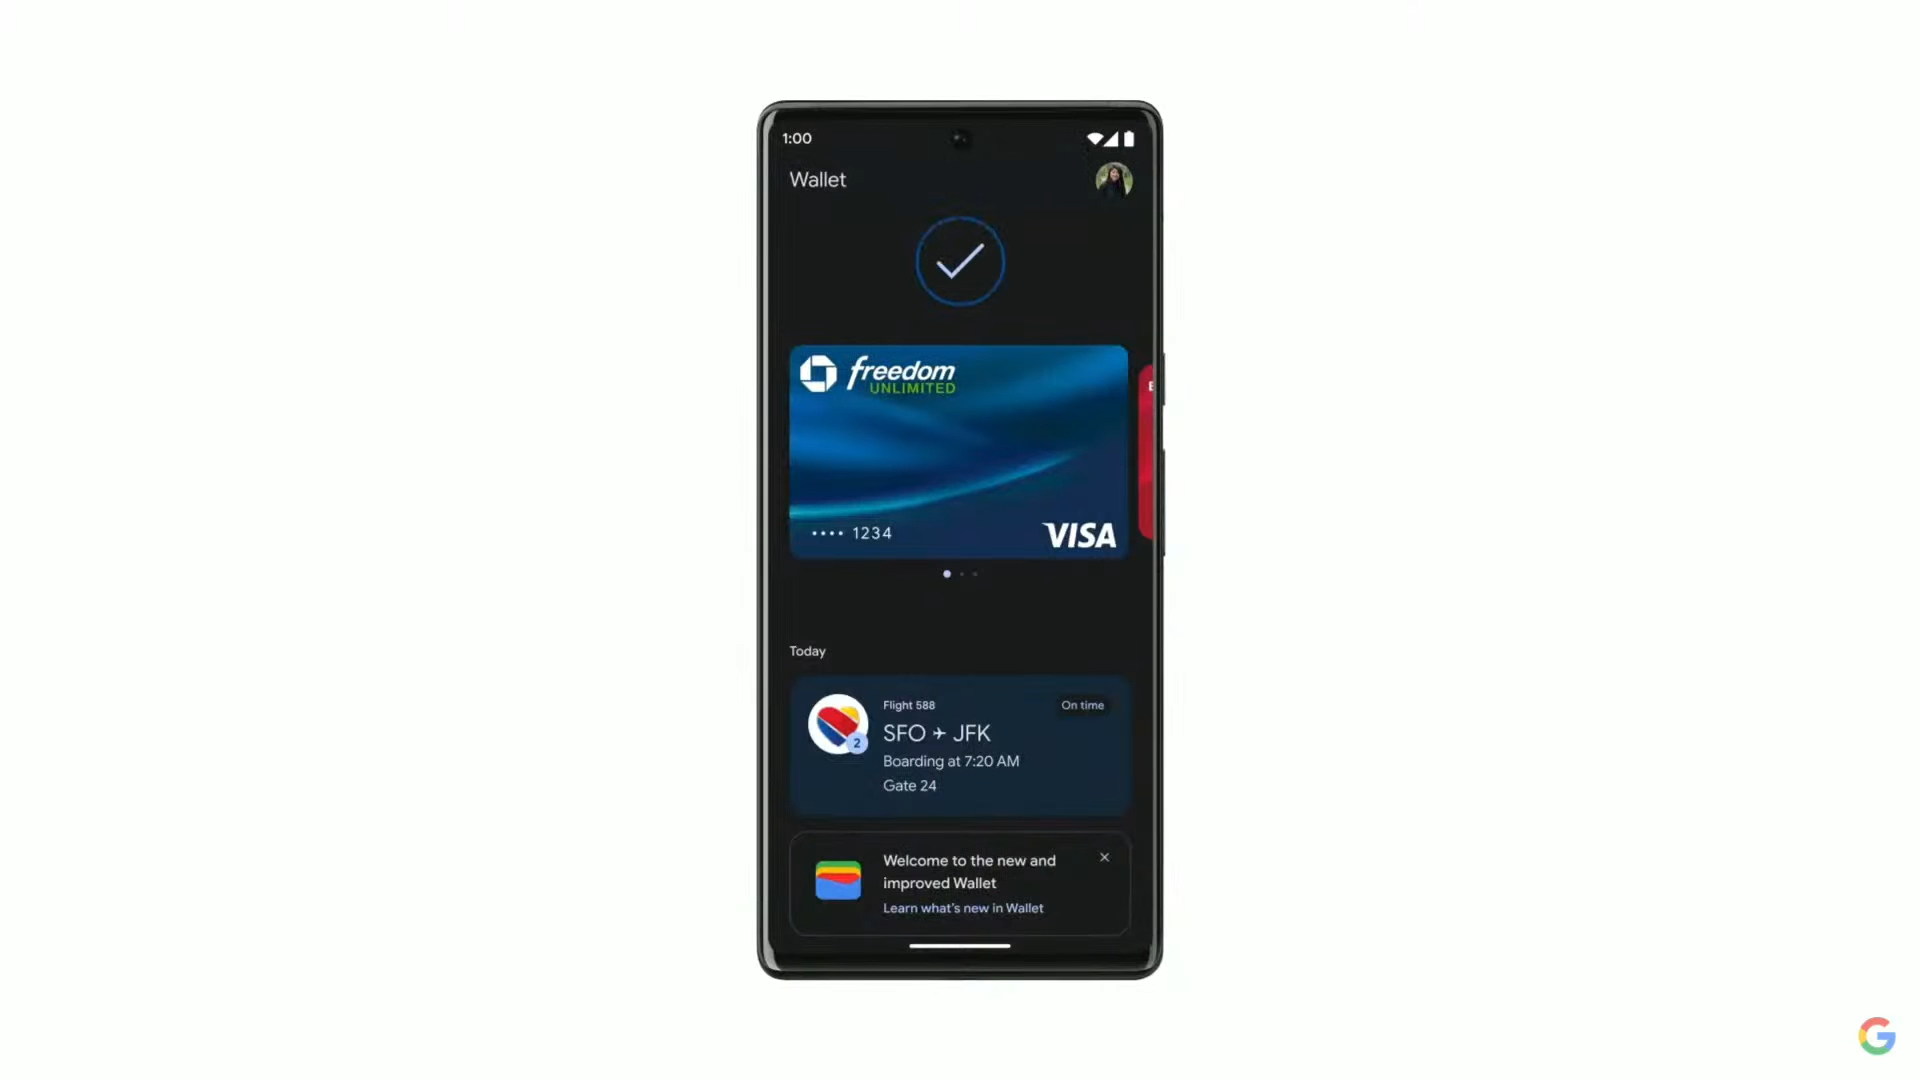 1:00
Wallet
freedom
UNLIMITED
•••• 1234
VISA
Today
Flight 588
On time
SFO ✈ JFK
2
Boarding at 7:20 AM
Gate 24
Welcome to the new and
improved Wallet
Learn what's new in Wallet
G